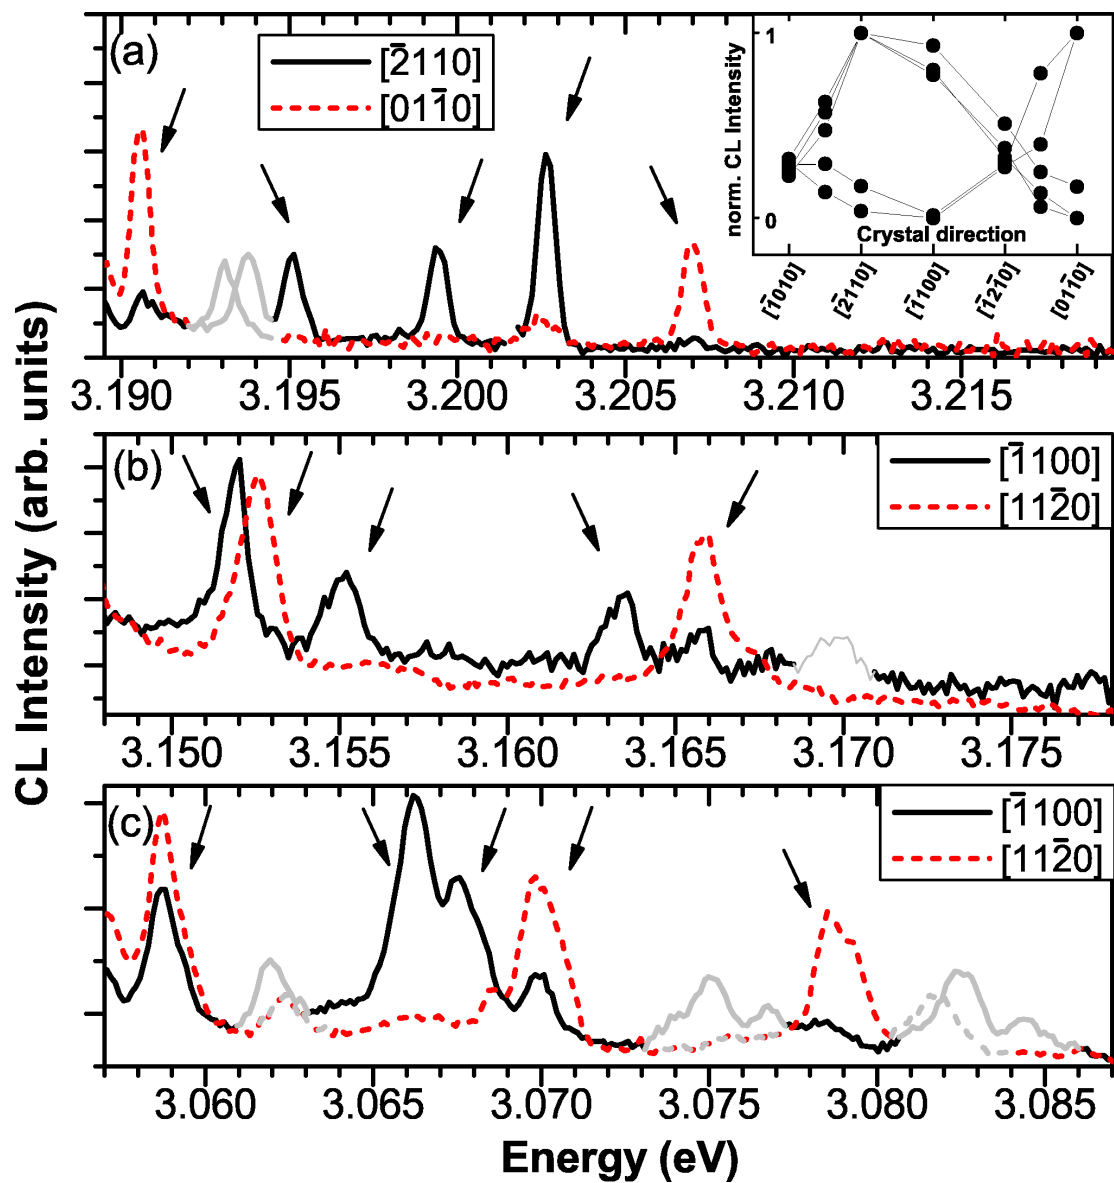 (a)
[2̄110]
[011̄0]
1
norm. CL Intensity
0
Crystal direction
[1̄010]
[2̄110]
[1̄100]
[1̄21̄0]
[011̄0]
3.190 3.195 3.200 3.205 3.210 3.215
CL Intensity (arb. units)
(b)
[1̄100]
[112̄0]
3.150 3.155 3.160 3.165 3.170 3.175
(c)
[1̄100]
[112̄0]
3.060 3.065 3.070 3.075 3.080 3.085
Energy (eV)